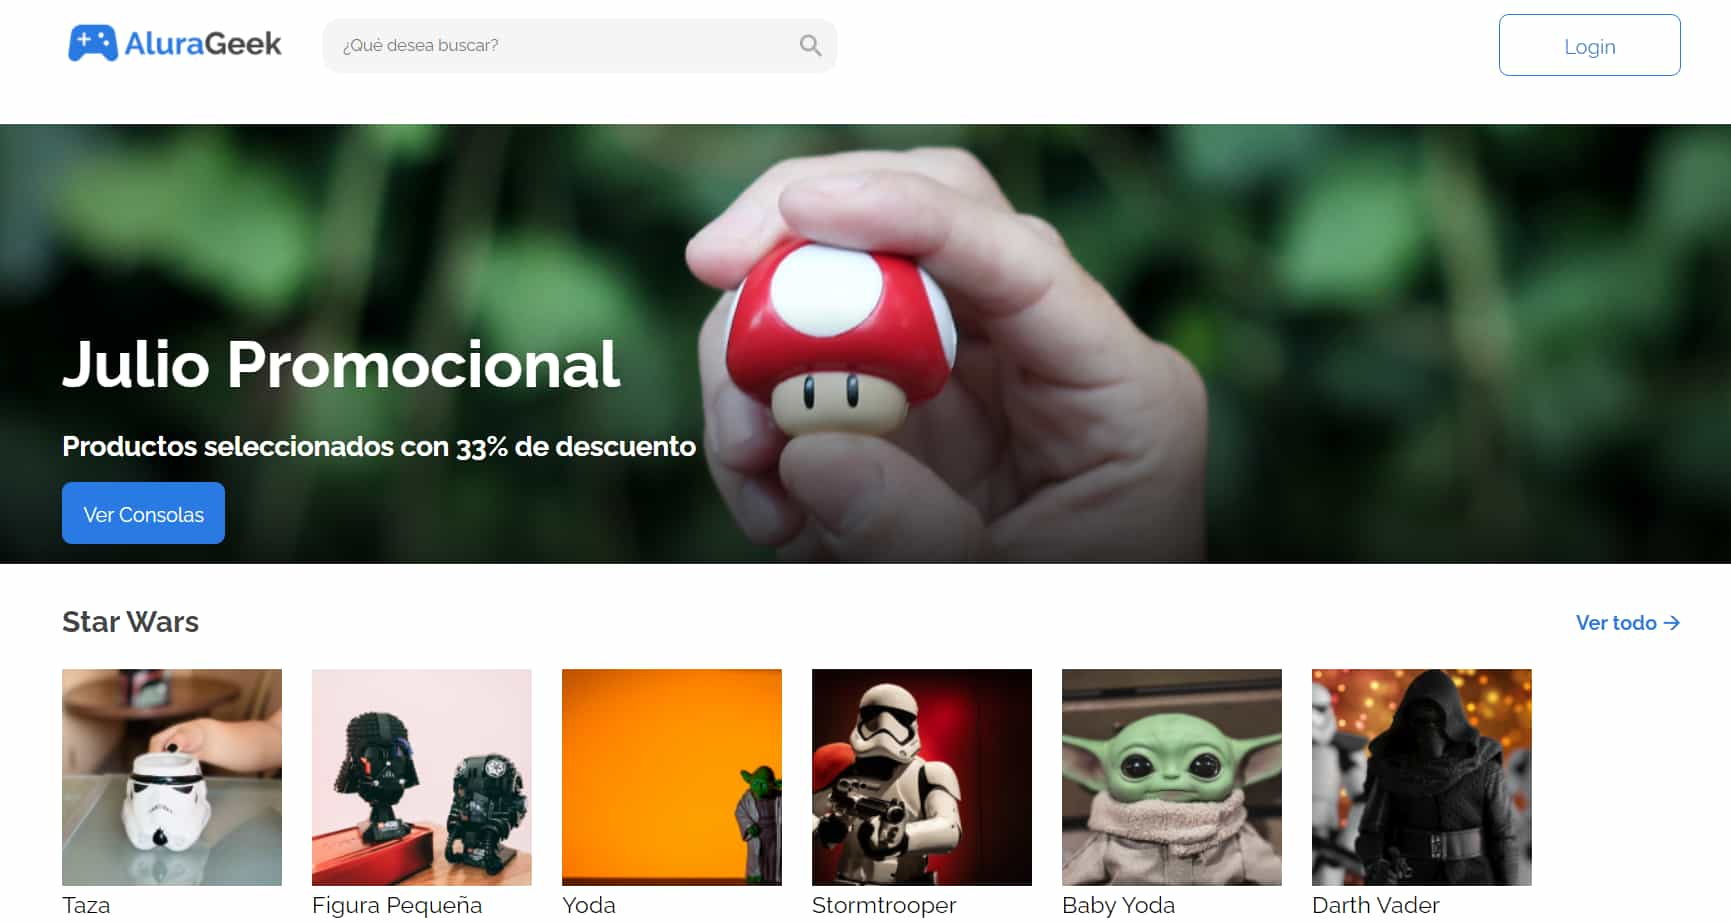 AluraGeek
¿Qué desea buscar?
Login
Julio Promocional
Productos seleccionados con 33% de descuento
Ver Consolas
Star Wars
Ver todo →
Taza
Figura Pequeña
Yoda
Stormtrooper
Baby Yoda
Darth Vader